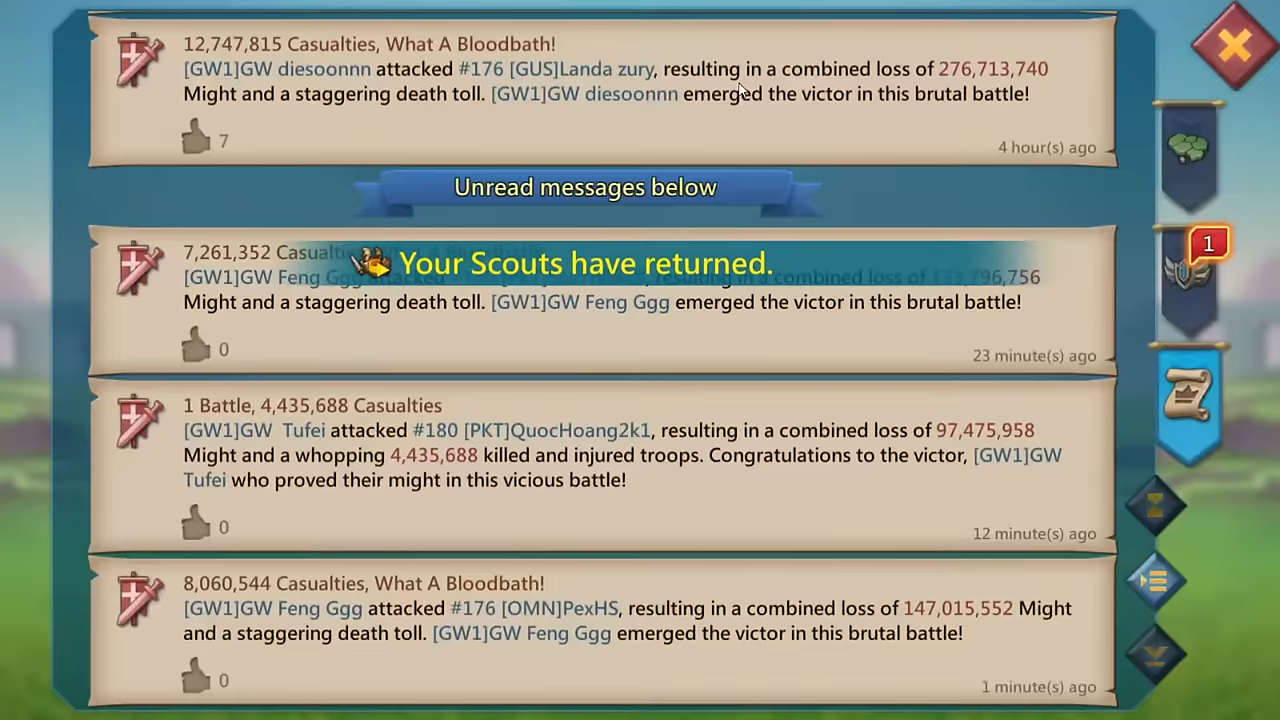 12,747,815 Casualties, What A Bloodbath!
[GW1]GW diesoonnn attacked #176 [GUS]Landa zury, resulting in a combined loss of 276,713,740
Might and a staggering death toll. [GW1]GW diesoonnn emerged the victor in this brutal battle!
7
4 hour(s) ago
Unread messages below
1
7,261,352
Your Scouts have returned.
[GW1]GW Feng Ggg resulting in a combined loss of
Might and a staggering death toll. [GW1]GW Feng Ggg emerged the victor in this brutal battle!
0
23 minute(s) ago
1 Battle, 4,435,688 Casualties
[GW1]GW Tufei attacked #180 [PKT]QuocHoang2k1, resulting in a combined loss of 97,475,958
Might and a whopping 4,435,688 killed and injured troops. Congratulations to the victor, [GW1]GW
Tufei who proved their might in this vicious battle!
0
12 minute(s) ago
8,060,544 Casualties, What A Bloodbath!
[GW1]GW Feng Ggg attacked #176 [OMN]PexHS, resulting in a combined loss of 147,015,552 Might
and a staggering death toll. [GW1]GW Feng Ggg emerged the victor in this brutal battle!
0
1 minute(s) ago